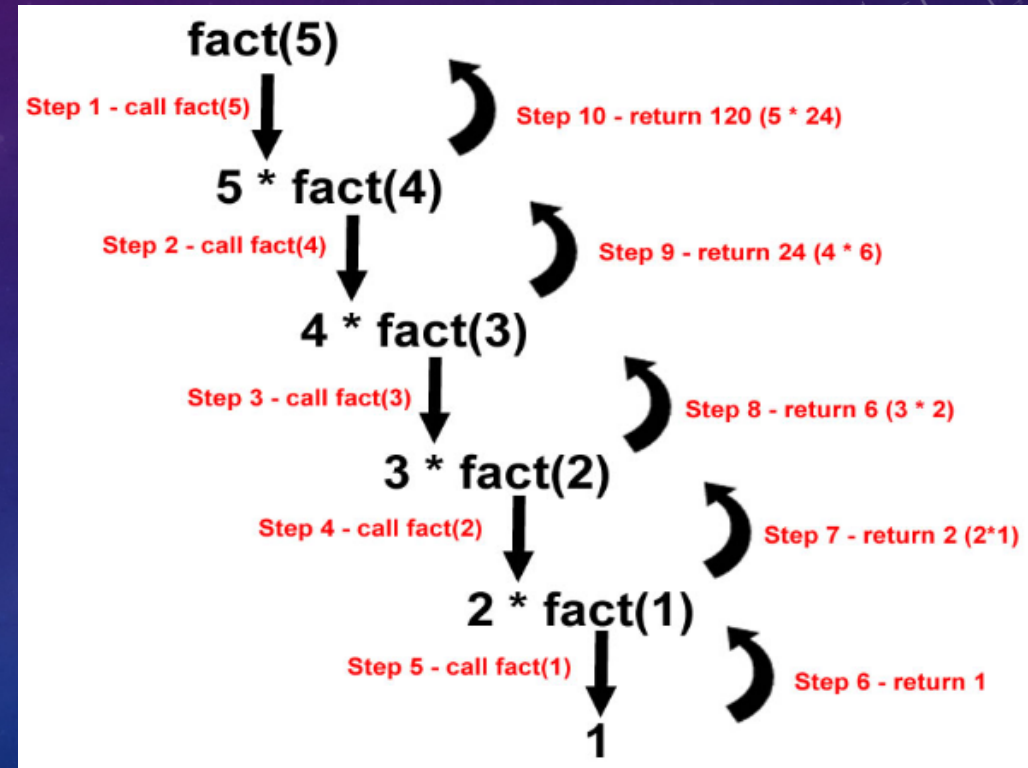 fact(5)
Step 1 - call fact(5)
Step 10 - return 120 (5 * 24)
5 * fact(4)
Step 2 - call fact(4)
Step 9 - return 24 (4 * 6)
4 * fact(3)
Step 3 - call fact(3)
Step 8 - return 6 (3 * 2)
3 * fact(2)
Step 4 - call fact(2)
Step 7 - return 2 (2*1)
2 * fact(1)
Step 5 - call fact(1)
Step 6 - return 1
1